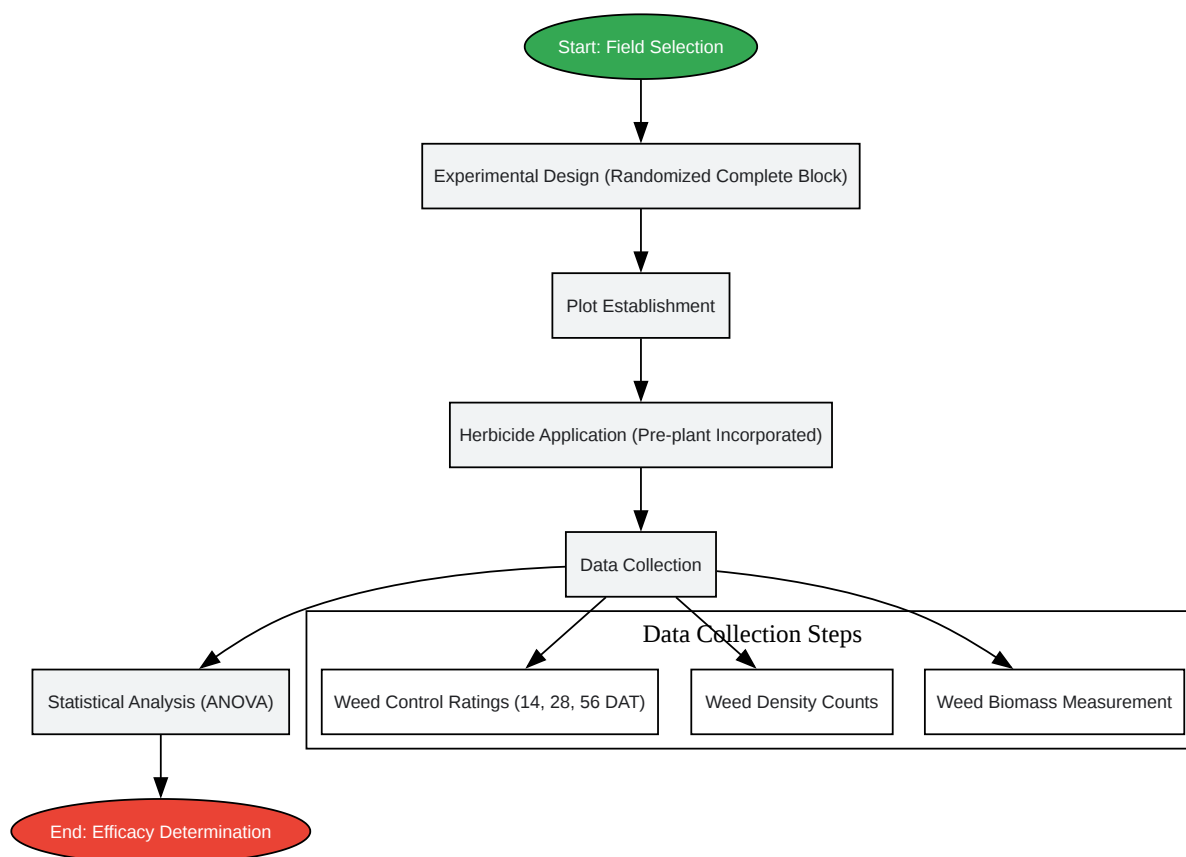 Start: Field Selection
Experimental Design (Randomized Complete Block)
Plot Establishment
Herbicide Application (Pre-plant Incorporated)
Data Collection
Data Collection Steps
Statistical Analysis (ANOVA)
Weed Control Ratings (14, 28, 56 DAT)
Weed Density Counts
Weed Biomass Measurement
End: Efficacy Determination